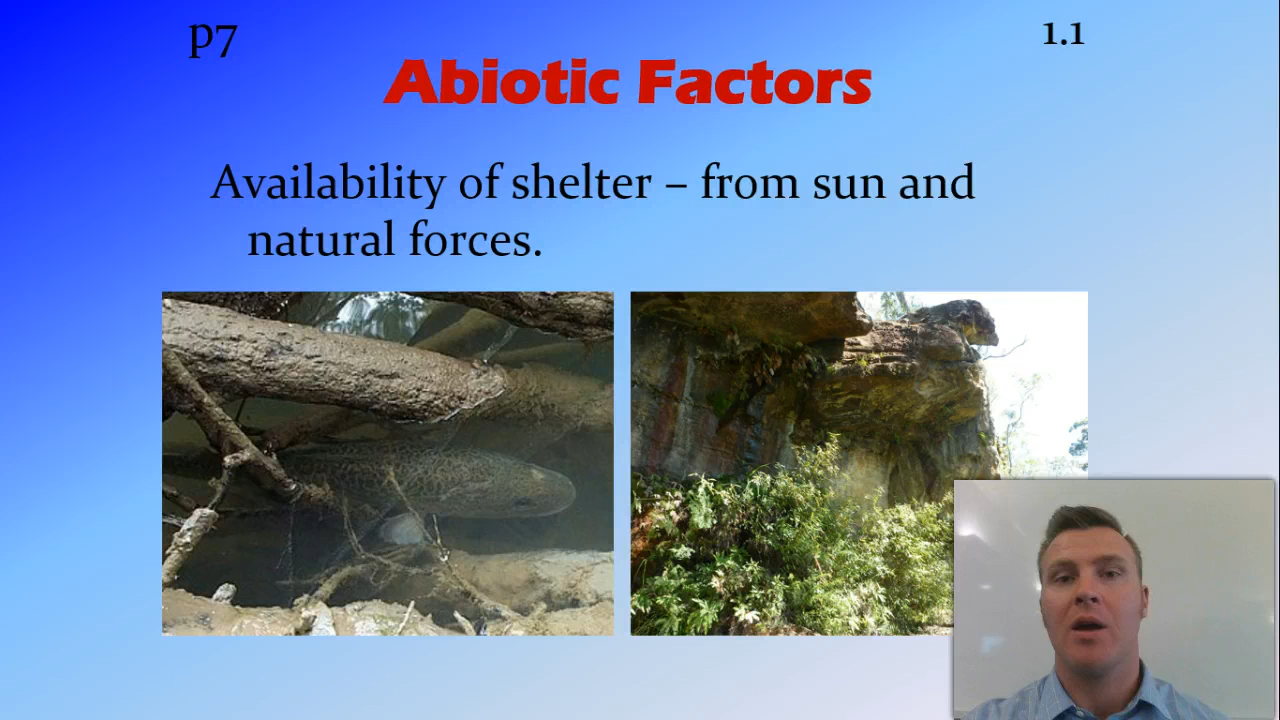 p7
1.1
Abiotic Factors
Availability of shelter – from sun and
natural forces.